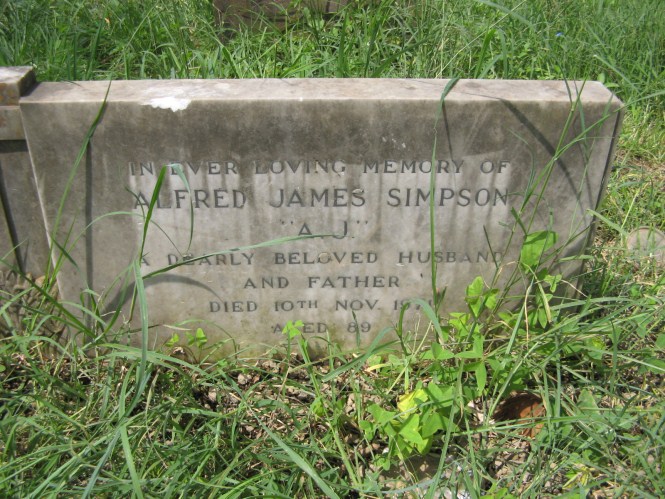 IN EVER LOVING MEMORY OF
ALFRED JAMES SIMPSON
"A.J."
A DEARLY BELOVED HUSBAND
AND FATHER
DIED 10TH NOV
AGED 89